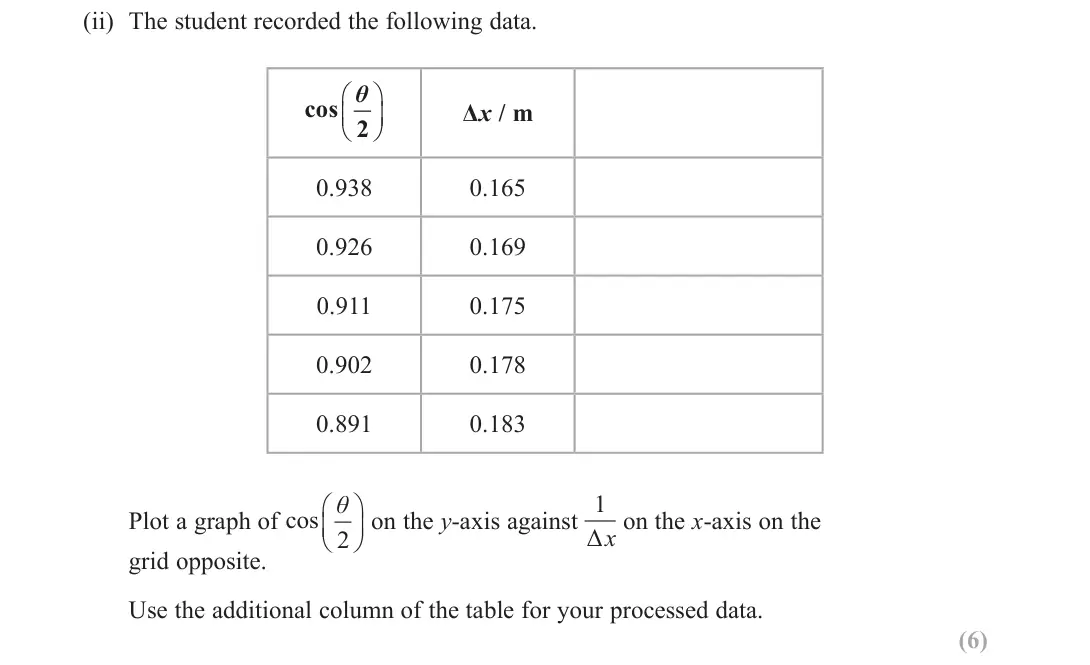 (ii) The student recorded the following data.
cos(θ/2) Δx / m
0.938 0.165
0.926 0.169
0.911 0.175
0.902 0.178
0.891 0.183
Plot a graph of cos(θ/2) on the y-axis against 1/Δx on the x-axis on the
grid opposite.
Use the additional column of the table for your processed data.
(6)